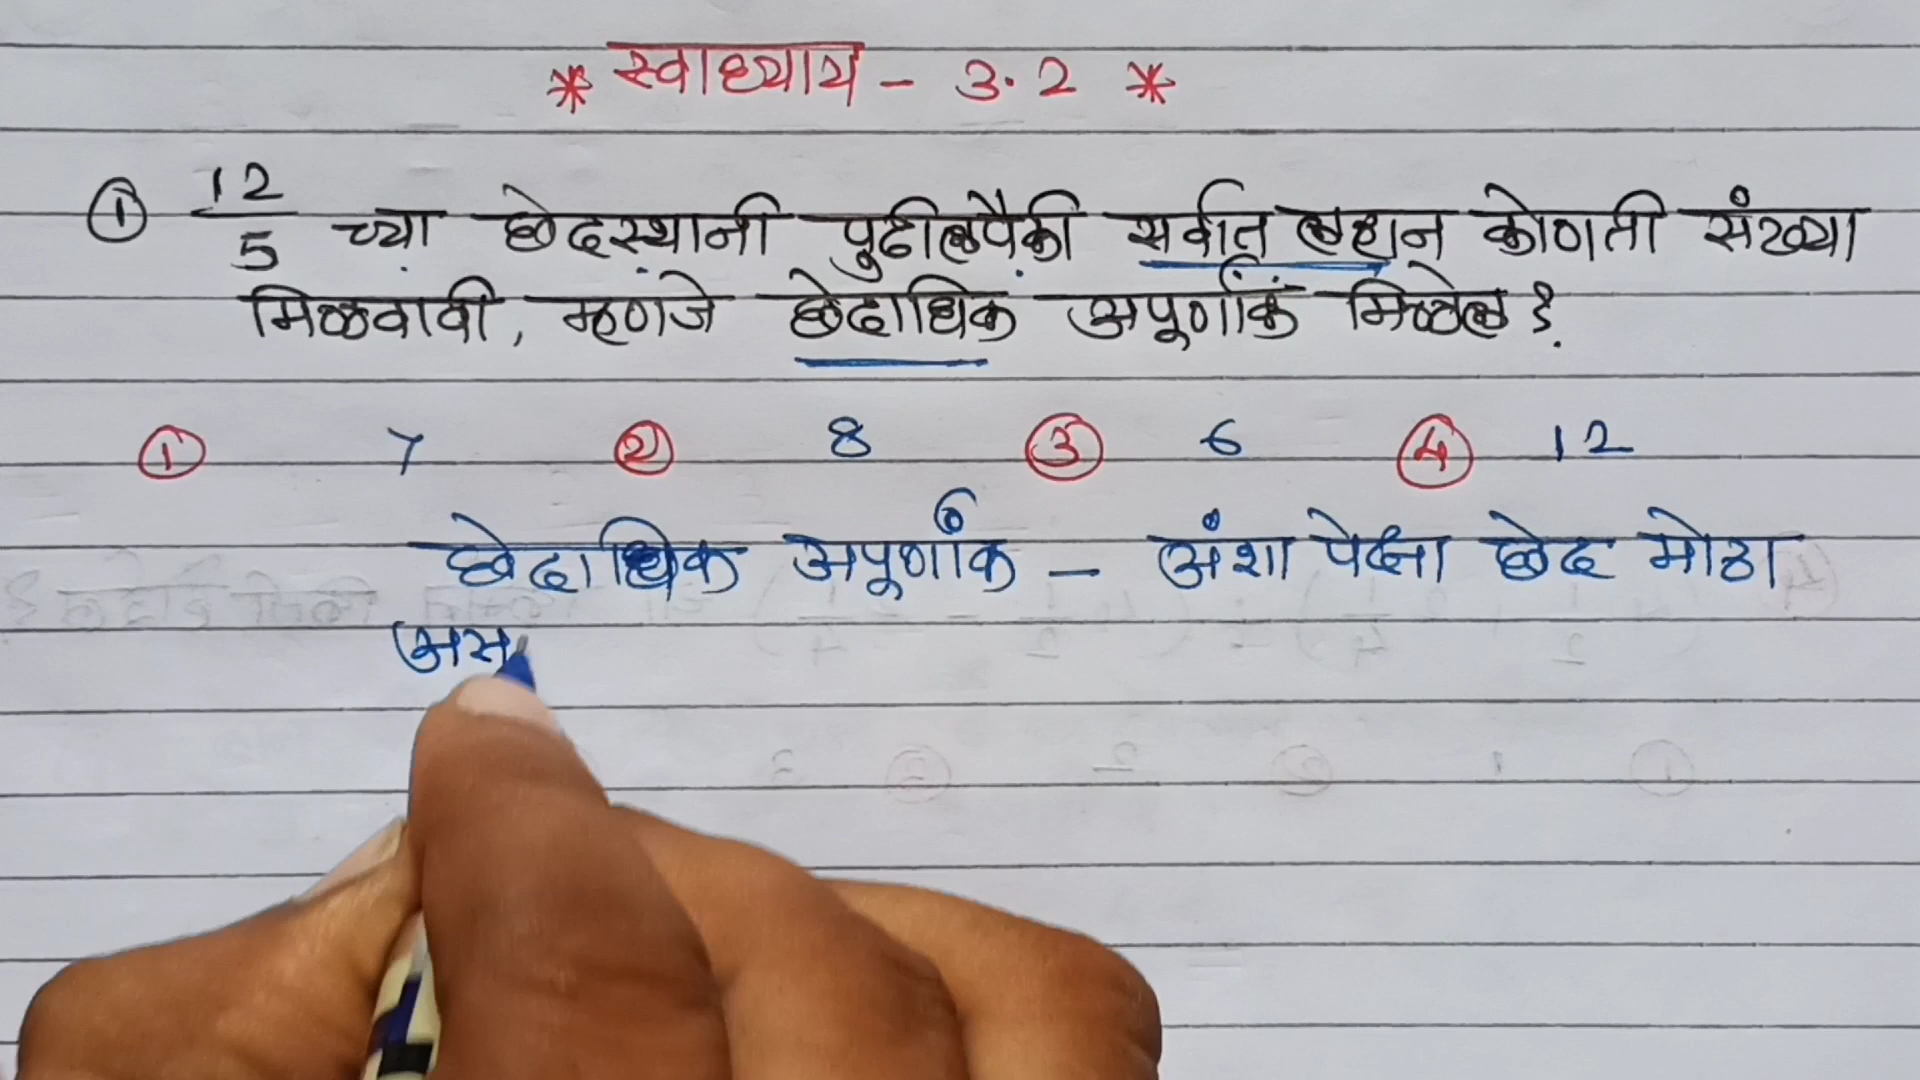 * स्वाध्याय - 3.2 *
① 12/5 च्या छेदस्थानी पुढीलपैकी सर्वात लहान कोणती संख्या
मिळवावी, म्हणजे छेदाधिक अपूर्णांक मिळेल?
① 7 ② 8 ③ 6 ④ 12
छेदाधिक अपूर्णांक - अंशा पेक्षा छेद मोठा
अस